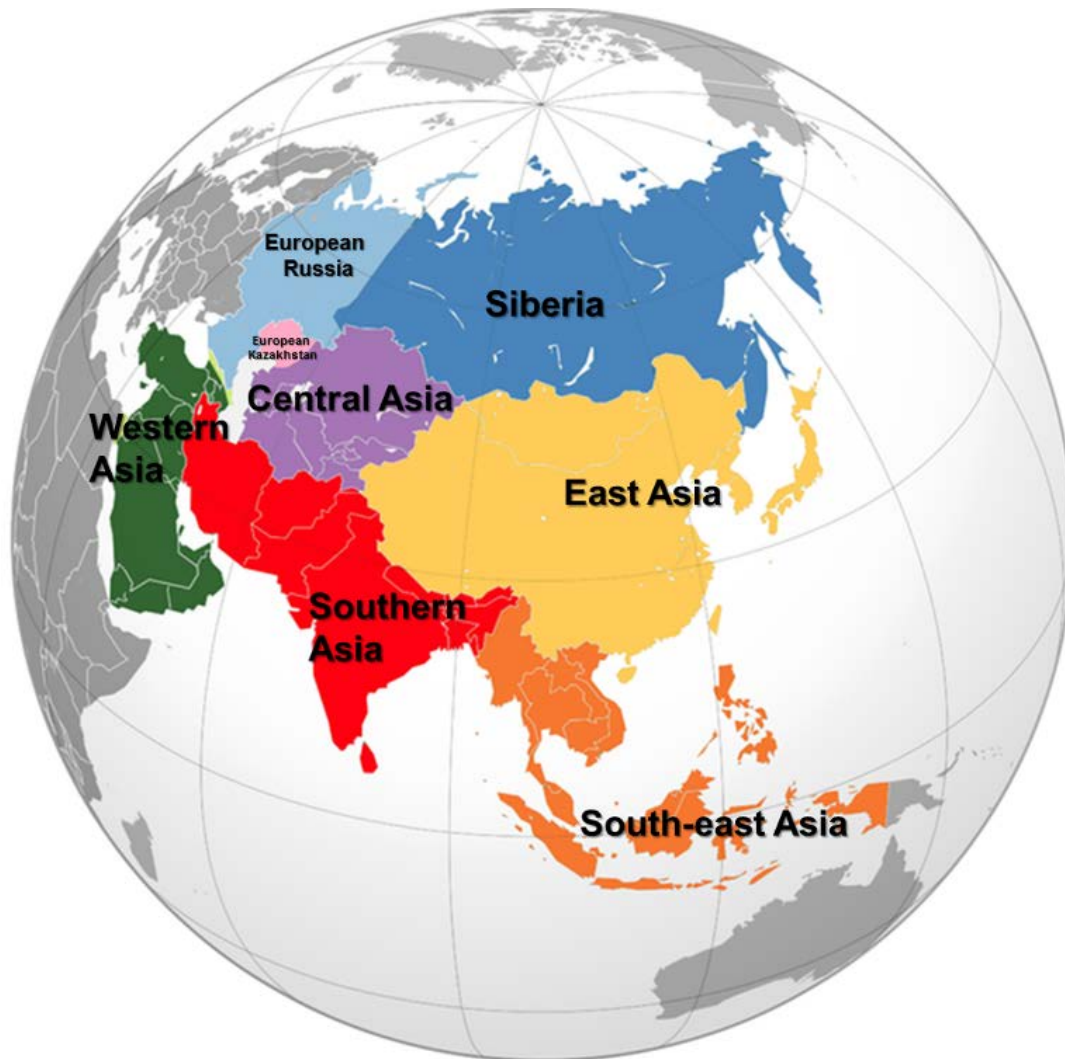 European
Russia
Siberia
European
Kazakhstan
Central Asia
Western
Asia
East Asia
Southern
Asia
South-east Asia